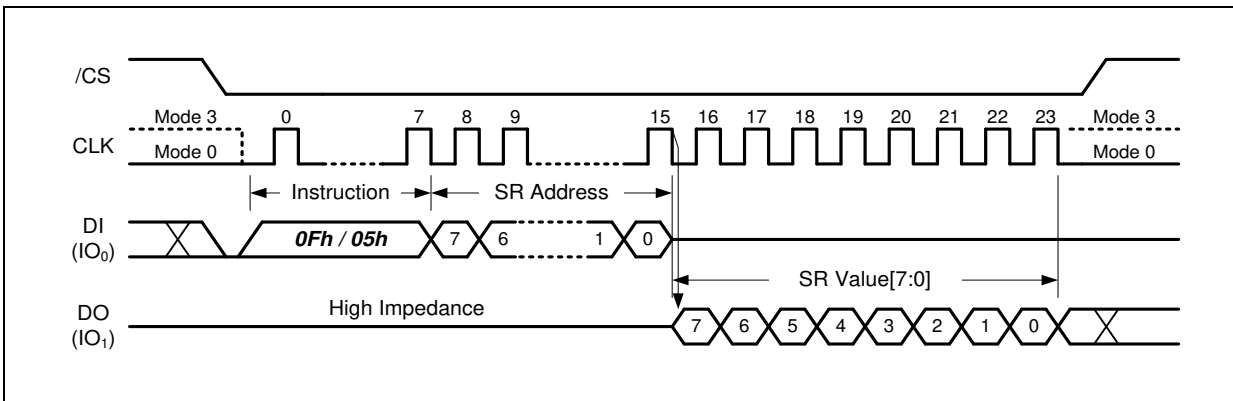 /CS
Mode 3 0 7 8 9 15 16 17 18 19 20 21 22 23 Mode 3
CLK
Mode 0 Mode 0
Instruction SR Address
DI
(IO₀)
0Fh / 05h 7 6 1 0
SR Value[7:0]
High Impedance
DO
(IO₁)
7 6 5 4 3 2 1 0